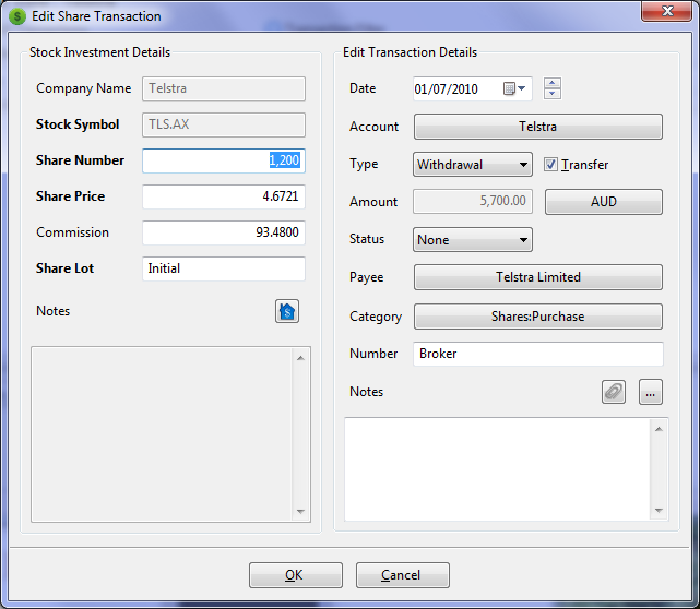 Edit Share Transaction
Stock Investment Details
Company Name Telstra
Stock Symbol TLS.AX
Share Number 1,200
Share Price 4.6721
Commission 93.4800
Share Lot Initial
Notes
Edit Transaction Details
Date 01/07/2010
Account Telstra
Type Withdrawal Transfer
Amount 5,700.00 AUD
Status None
Payee Telstra Limited
Category Shares:Purchase
Number Broker
Notes ...
OK Cancel